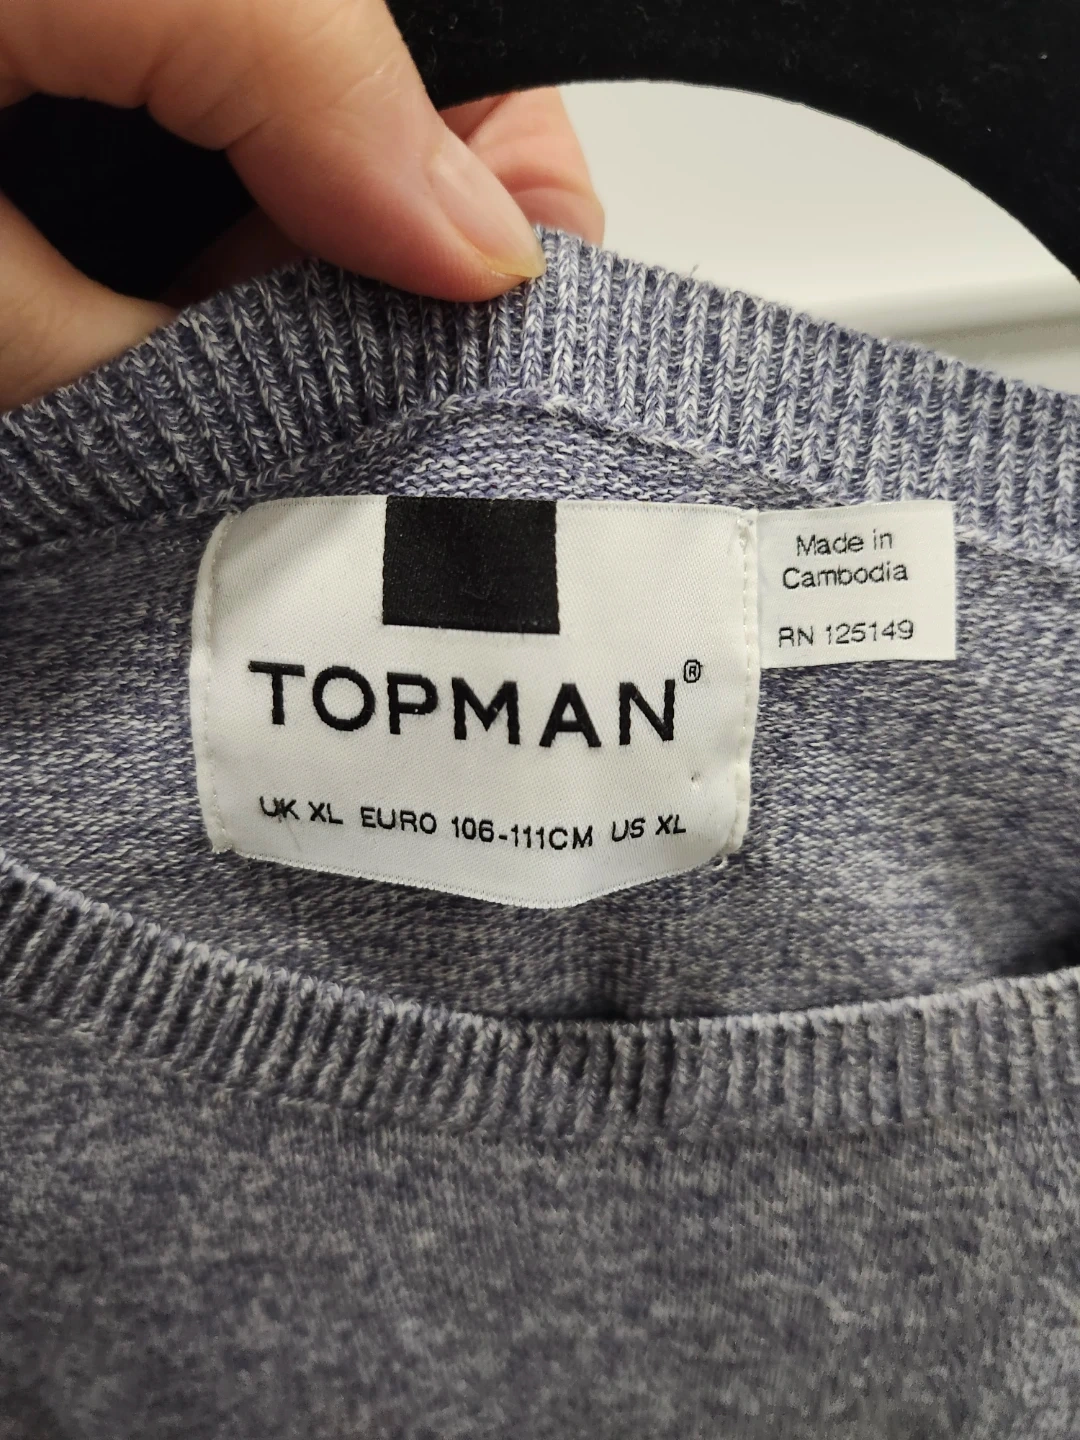 TOPMAN®
UK XL EURO 106-111CM US XL
Made in
Cambodia
RN 125149